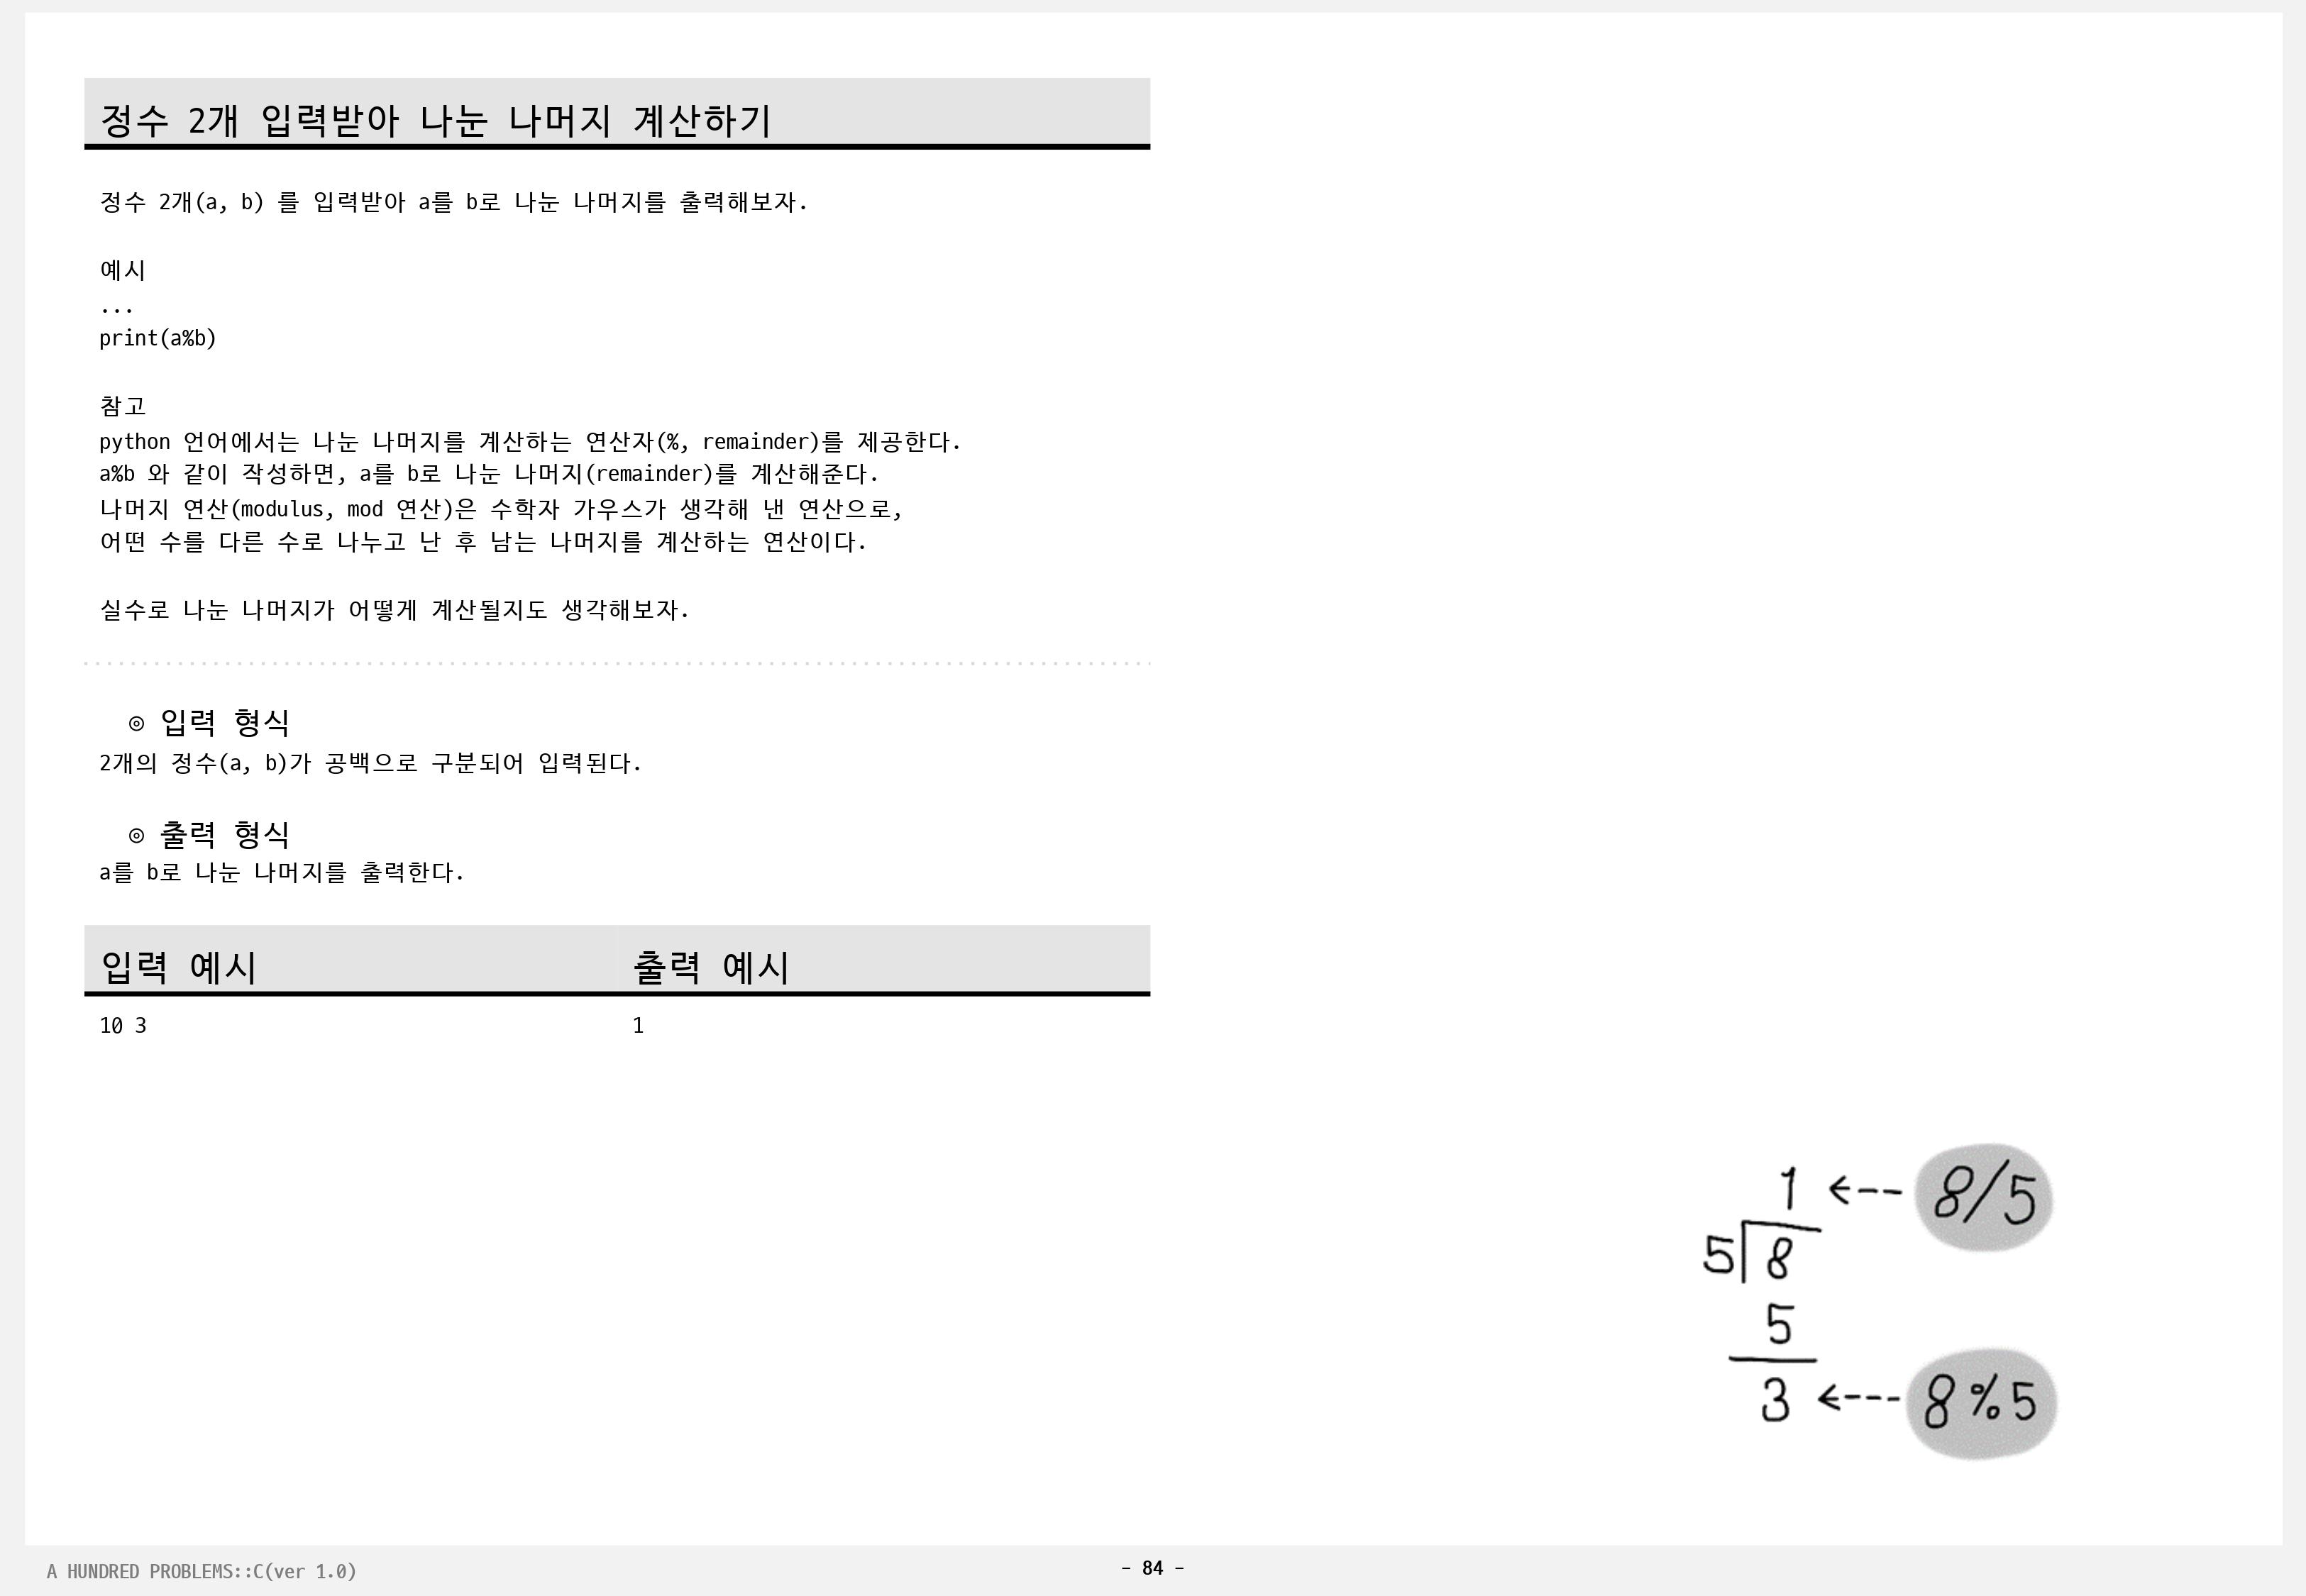 정수 2개 입력받아 나눈 나머지 계산하기
정수 2개(a, b) 를 입력받아 a를 b로 나눈 나머지를 출력해보자.
예시
...
print(a%b)
참고
python 언어에서는 나눈 나머지를 계산하는 연산자(%, remainder)를 제공한다.
a%b 와 같이 작성하면, a를 b로 나눈 나머지(remainder)를 계산해준다.
나머지 연산(modulus, mod 연산)은 수학자 가우스가 생각해 낸 연산으로,
어떤 수를 다른 수로 나누고 난 후 남는 나머지를 계산하는 연산이다.
실수로 나눈 나머지가 어떻게 계산될지도 생각해보자.
◎ 입력 형식
2개의 정수(a, b)가 공백으로 구분되어 입력된다.
◎ 출력 형식
a를 b로 나눈 나머지를 출력한다.
입력 예시 출력 예시
10 3 1
1 ←-- 8/5
5 8
5
3 ←--- 8%5
A HUNDRED PROBLEMS::C(ver 1.0) - 84 -